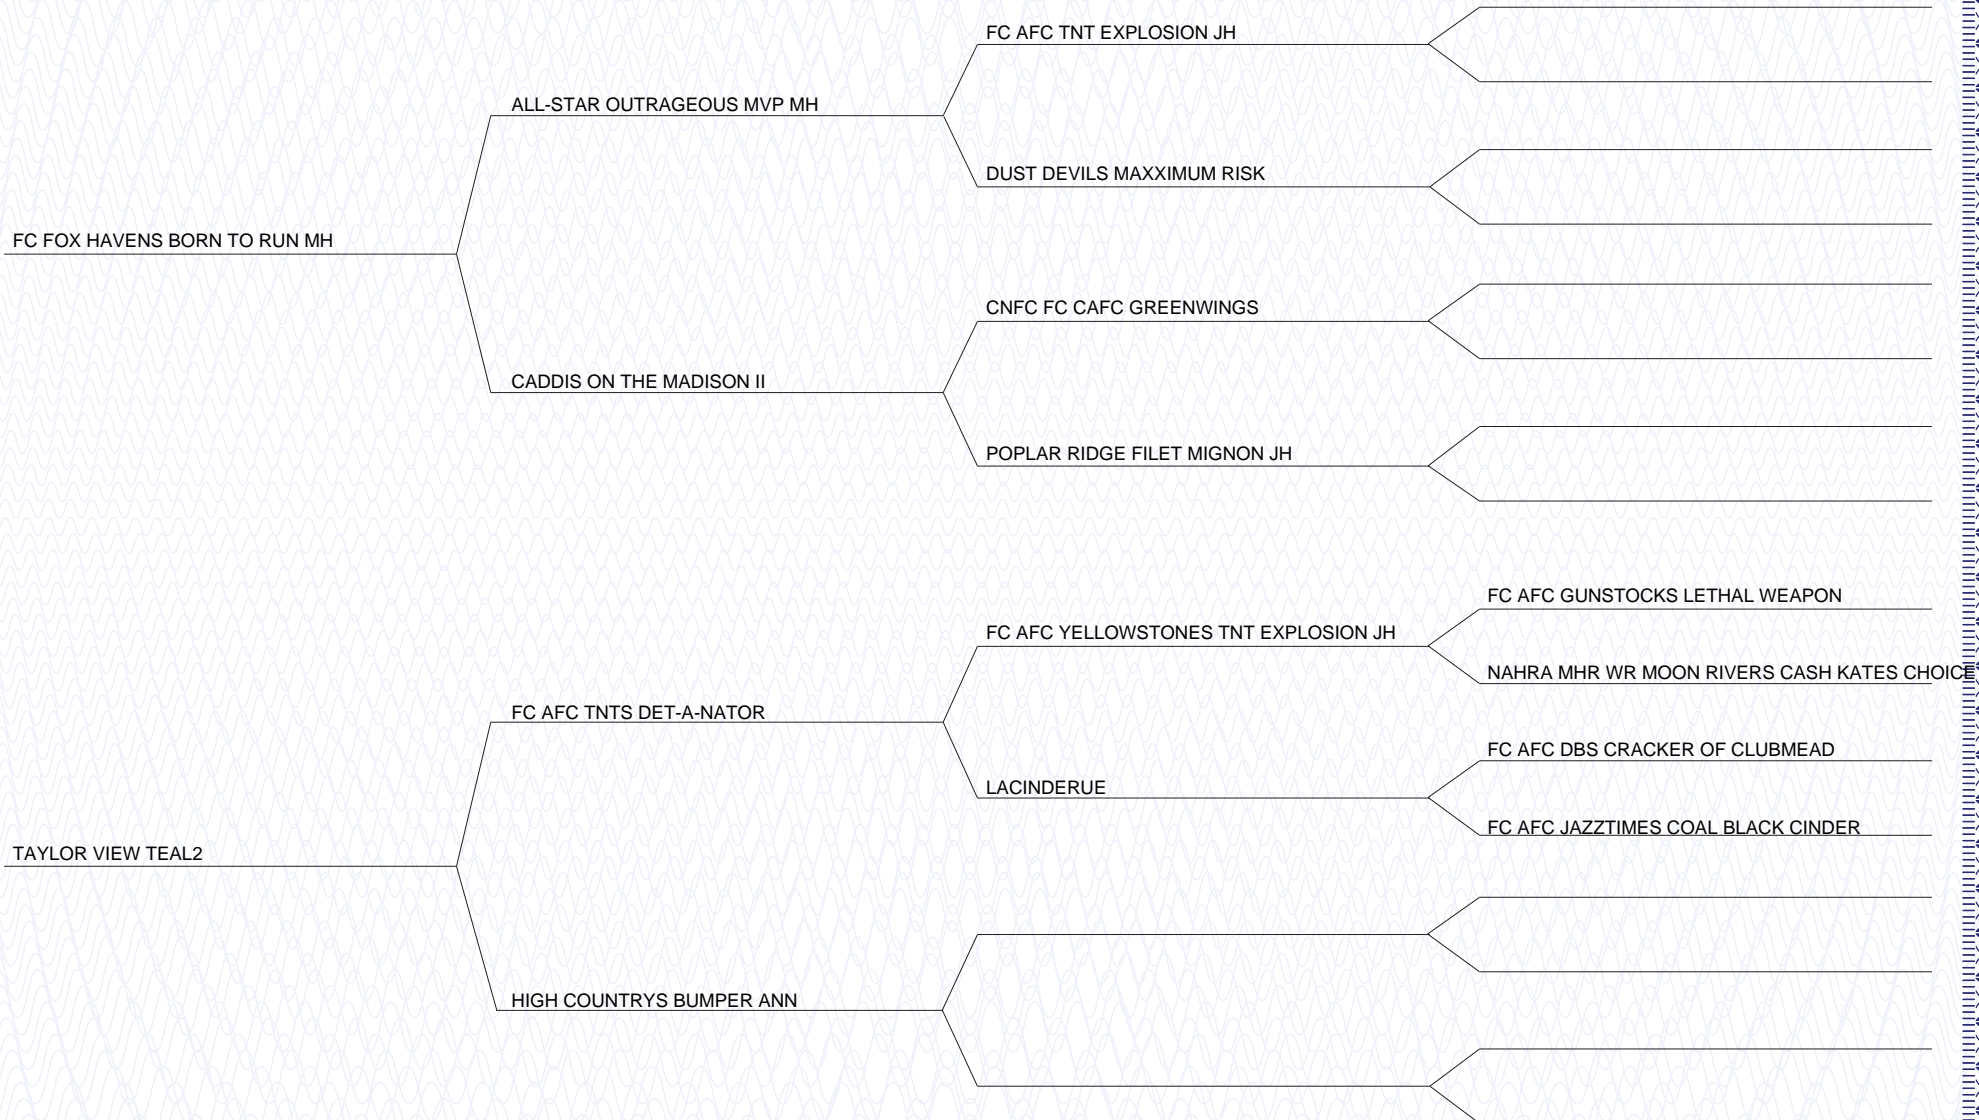 FC AFC TNT EXPLOSION JH
ALL-STAR OUTRAGEOUS MVP MH
DUST DEVILS MAXXIMUM RISK
FC FOX HAVENS BORN TO RUN MH
CNFC FC CAFC GREENWINGS
CADDIS ON THE MADISON II
POPLAR RIDGE FILET MIGNON JH
FC AFC GUNSTOCKS LETHAL WEAPON
FC AFC YELLOWSTONES TNT EXPLOSION JH
NAHRA MHR WR MOON RIVERS CASH KATES CHOICE
FC AFC TNTS DET-A-NATOR
FC AFC DBS CRACKER OF CLUBMEAD
LACINDERUE
FC AFC JAZZTIMES COAL BLACK CINDER
TAYLOR VIEW TEAL2
HIGH COUNTRYS BUMPER ANN